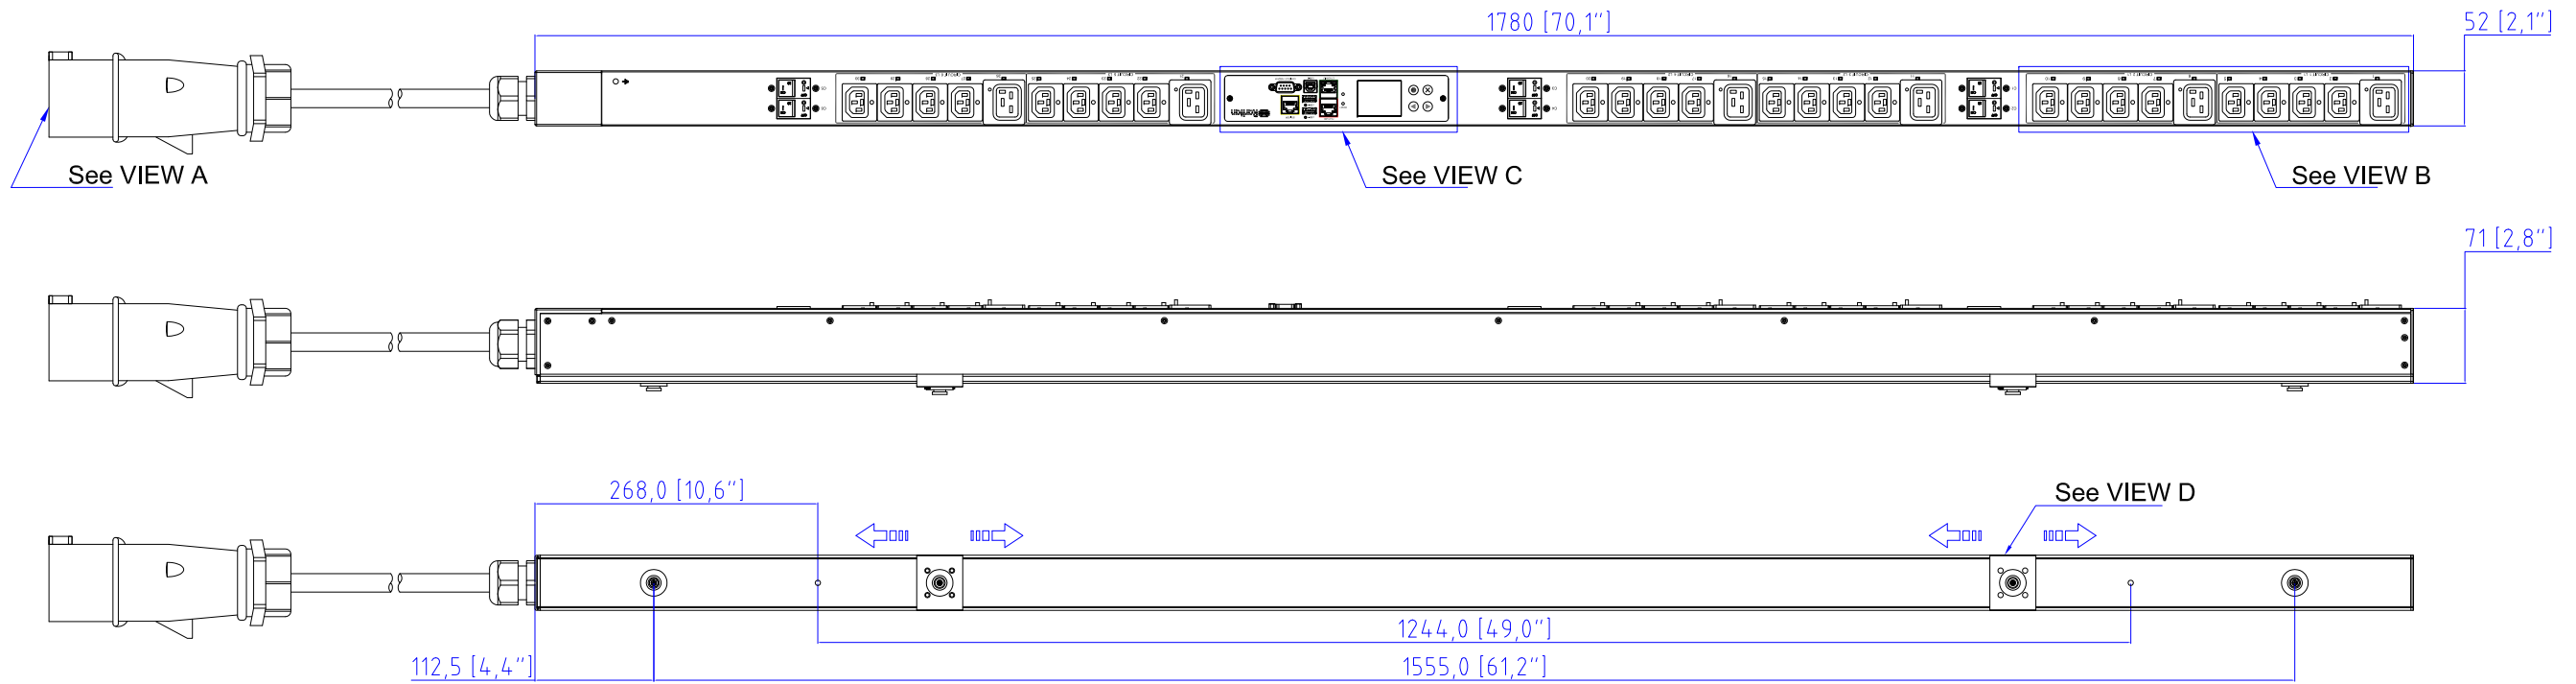 1780 [70,1"]
52 [2,1"]
See VIEW A
See VIEW C
See VIEW B
71 [2,8"]
268,0 [10,6"]
See VIEW D
1244,0 [49,0"]
112,5 [4,4"]
1555,0 [61,2"]
Raritan